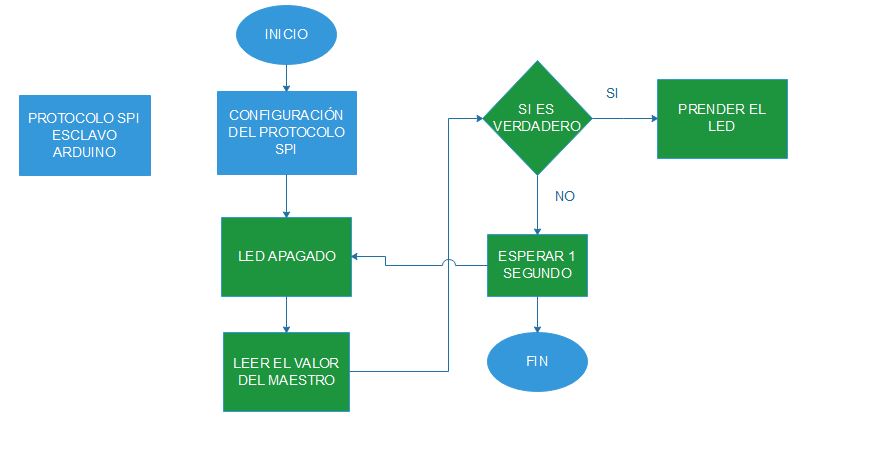 INICIO
PROTOCOLO SPI
ESCLAVO
ARDUINO
CONFIGURACIÓN
DEL PROTOCOLO
SPI
LED APAGADO
LEER EL VALOR
DEL MAESTRO
SI ES
VERDADERO
SI
PRENDER EL
LED
NO
ESPERAR 1
SEGUNDO
FIN